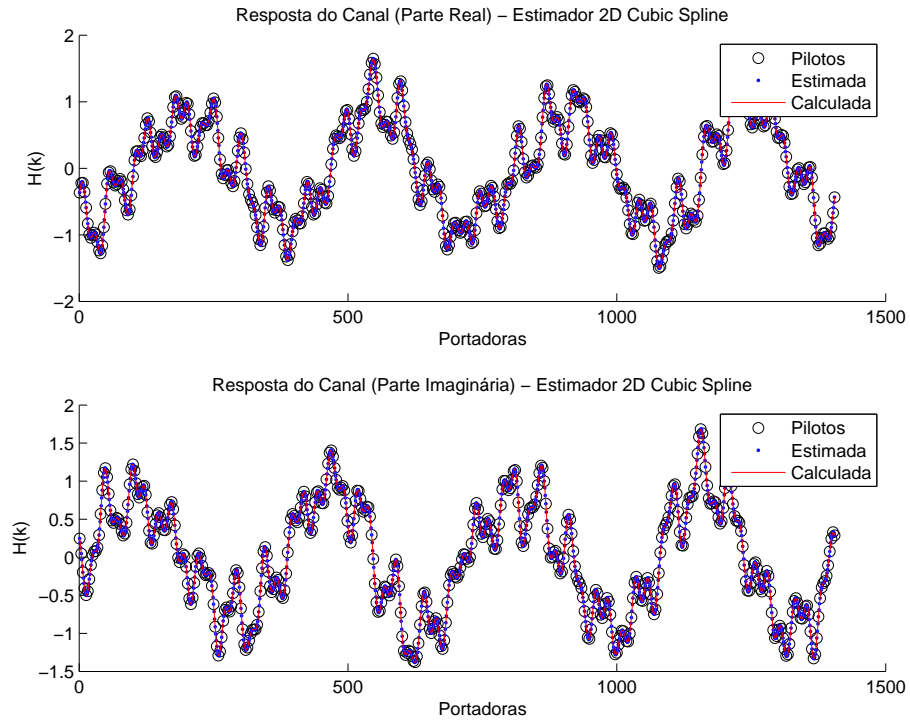 Resposta do Canal (Parte Real) − Estimador 2D Cubic Spline
2
1
0
−1
−2
H(k)
0
500
1000
1500
Portadoras
Pilotos
Estimada
Calculada
Resposta do Canal (Parte Imaginária) − Estimador 2D Cubic Spline
2
1.5
1
0.5
0
−0.5
−1
−1.5
H(k)
0
500
1000
1500
Portadoras
Pilotos
Estimada
Calculada